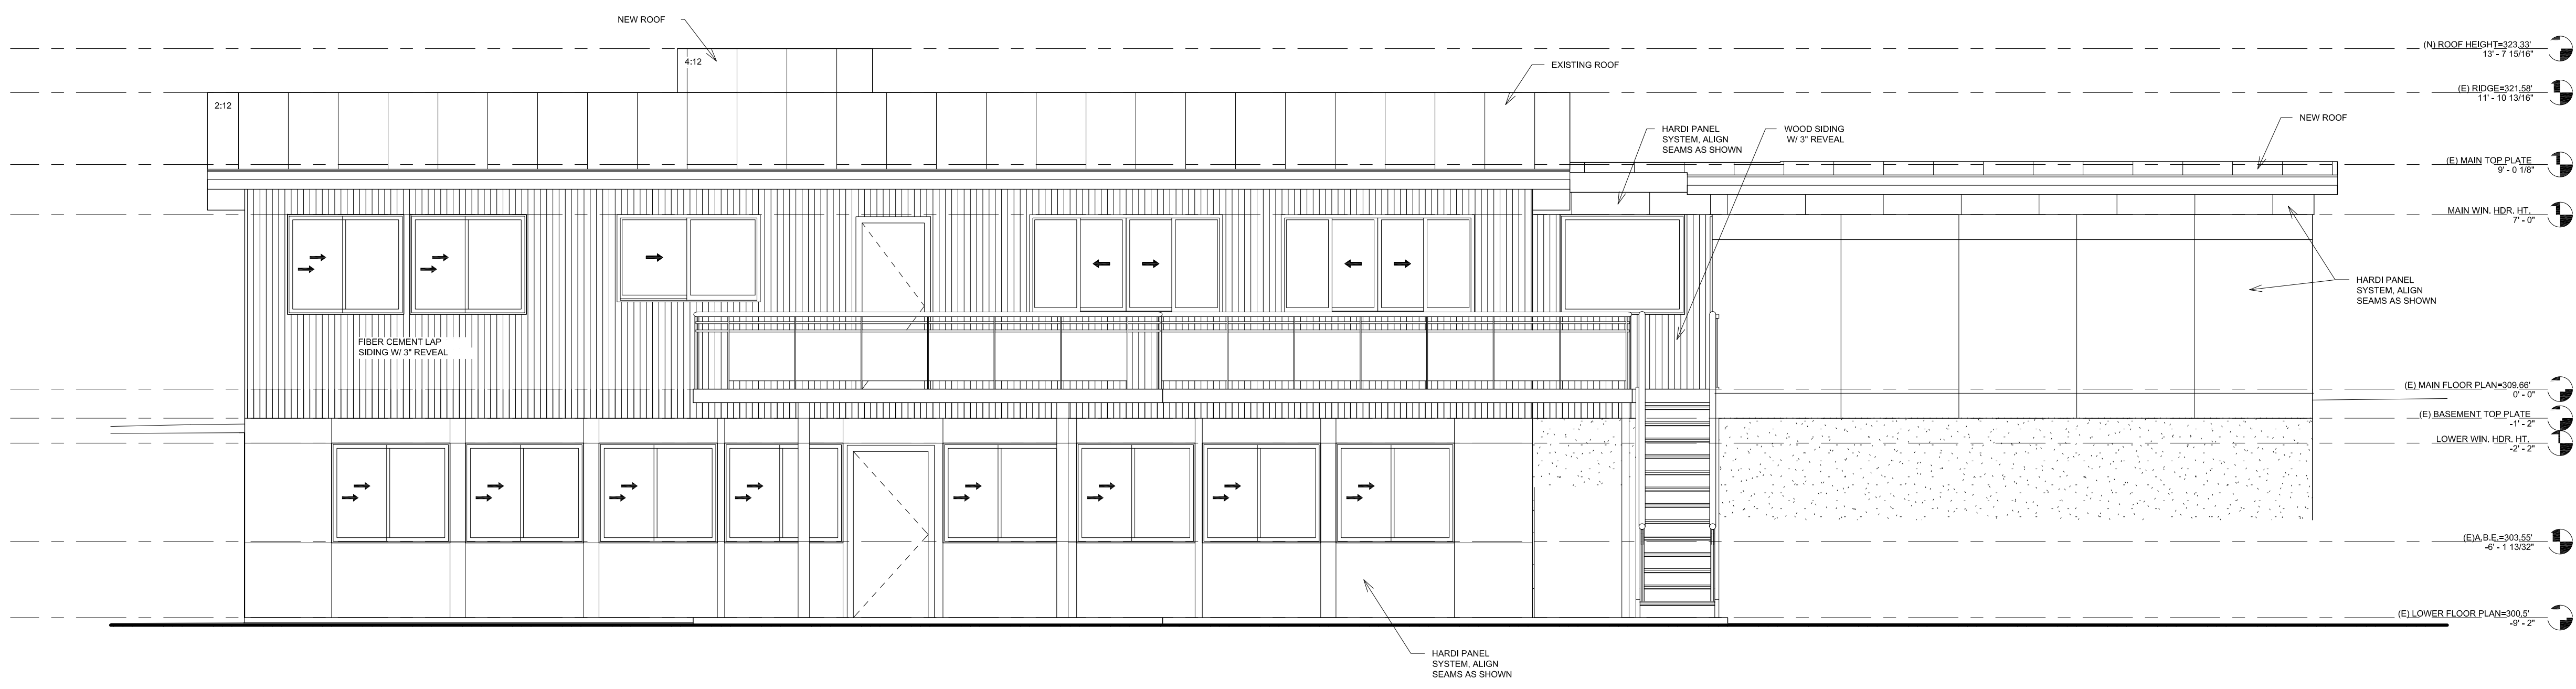 NEW ROOF
(N) ROOF HEIGHT=323.33'
13' - 7 15/16"
4:12
EXISTING ROOF
(E) RIDGE=321.58'
11' - 10 13/16"
2:12
NEW ROOF
HARDI PANEL
SYSTEM, ALIGN
SEAMS AS SHOWN
WOOD SIDING
W/ 3" REVEAL
(E) MAIN TOP PLATE
9' - 0 1/8"
MAIN WIN. HDR. HT.
7' - 0"
HARDI PANEL
SYSTEM, ALIGN
SEAMS AS SHOWN
FIBER CEMENT LAP
SIDING W/ 3" REVEAL
(E) MAIN FLOOR PLAN=309.66'
0' - 0"
(E) BASEMENT TOP PLATE
-1' - 2"
LOWER WIN. HDR. HT.
-2' - 2"
(E)A.B.E.=303.55'
-6' - 1 13/32"
(E) LOWER FLOOR PLAN=300.5'
-9' - 2"
HARDI PANEL
SYSTEM, ALIGN
SEAMS AS SHOWN